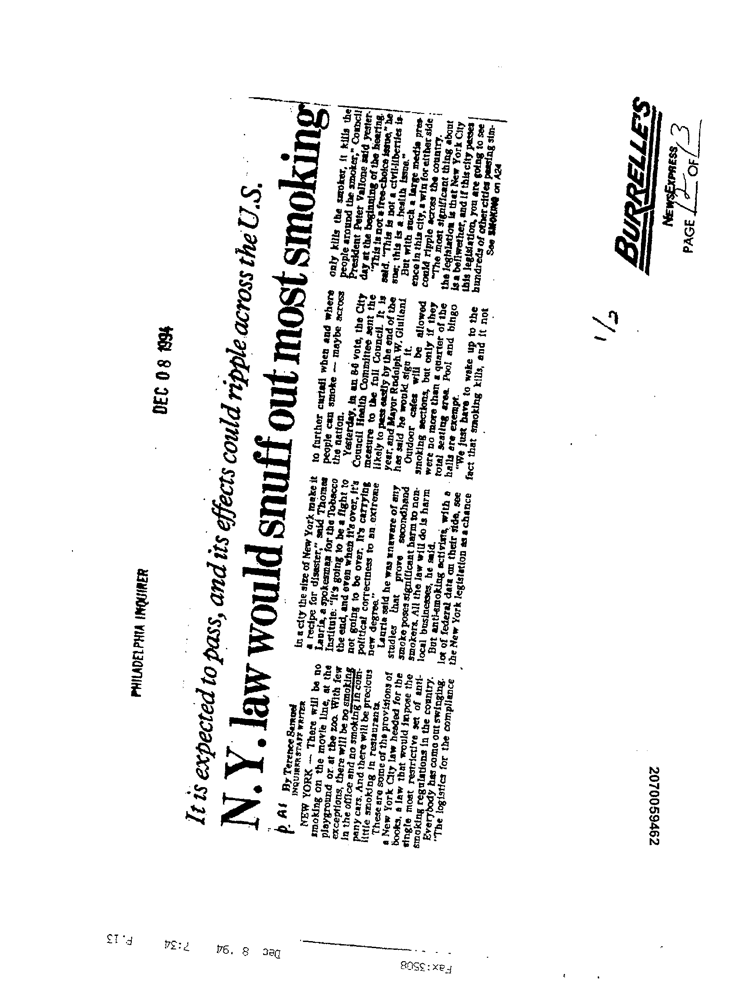 PHILADELPHIA INQUIRER
DEC 08 1994
It is expected to pass, and its effects could ripple across the U.S.
N.Y. law would snuff out most smoking
p. A1
By Terence Samuel
INQUIRER STAFF WRITER
NEW YORK — There will be no
smoking on the movie line, at the
playground or at the zoo. With few
exceptions, there will be no smoking
in the office and no smoking in com-
pany cars. And there will be precious
little smoking in restaurants.
These are some of the provisions of
a New York City law headed for the
books, a law that would impose the
single most restrictive set of anti-
smoking regulations in the country.
Everybody has come out swinging.
"The logistics for the compliance
in a city the size of New York make it
a recipe for disaster," said Thomas
Lauria, a spokesman for the Tobacco
Institute. "It's going to be a fight to
the end, and even when it's over, it's
not going to be over. It's carrying
political correctness to an extreme
new degree."
Lauria said he was unaware of any
studies that prove secondhand
smoke poses significant harm to non-
smokers. All the law will do is harm
local businesses, he said.
But anti-smoking activists, with a
lot of federal data on their side, see
the New York legislation as a chance
to further curtail when and where
people can smoke — maybe across
the nation.
Yesterday, in an 8-0 vote, the City
Council Health Committee sent the
measure to the full Council. It is
likely to pass easily by the end of the
year, and Mayor Rudolph W. Giuliani
has said he would sign it.
Outdoor cafes will be allowed
smoking sections, but only if they
were no more than a quarter of the
total seating area. Pool and bingo
halls are exempt.
"We just have to wake up to the
fact that smoking kills, and it not
only kills the smoker, it kills the
people around the smoker," Council
President Peter Vallone said yester-
day at the beginning of the hearing.
"This is not a free-choice issue," he
said. "This is not a civil-liberties is-
sue; this is a health issue."
But with such a large media pres-
ence in this city, a win for either side
could ripple across the country.
"The most significant thing about
the legislation is that New York City
is a bellwether, and if this city passes
this legislation, you are going to see
hundreds of other cities passing sim-
See SMOKING on A24
1/2
BURRELLE'S
NEWSEXPRESS
PAGE 12 OF 13
2070059462
Fax:3508
Dec 8 '94
7:34
P.13